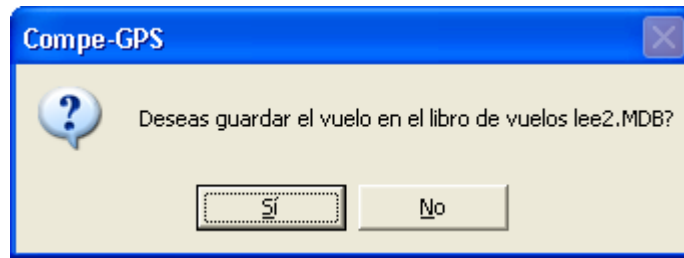 Compe-GPS
Deseas guardar el vuelo en el libro de vuelos lee2.MDB?
Sí No